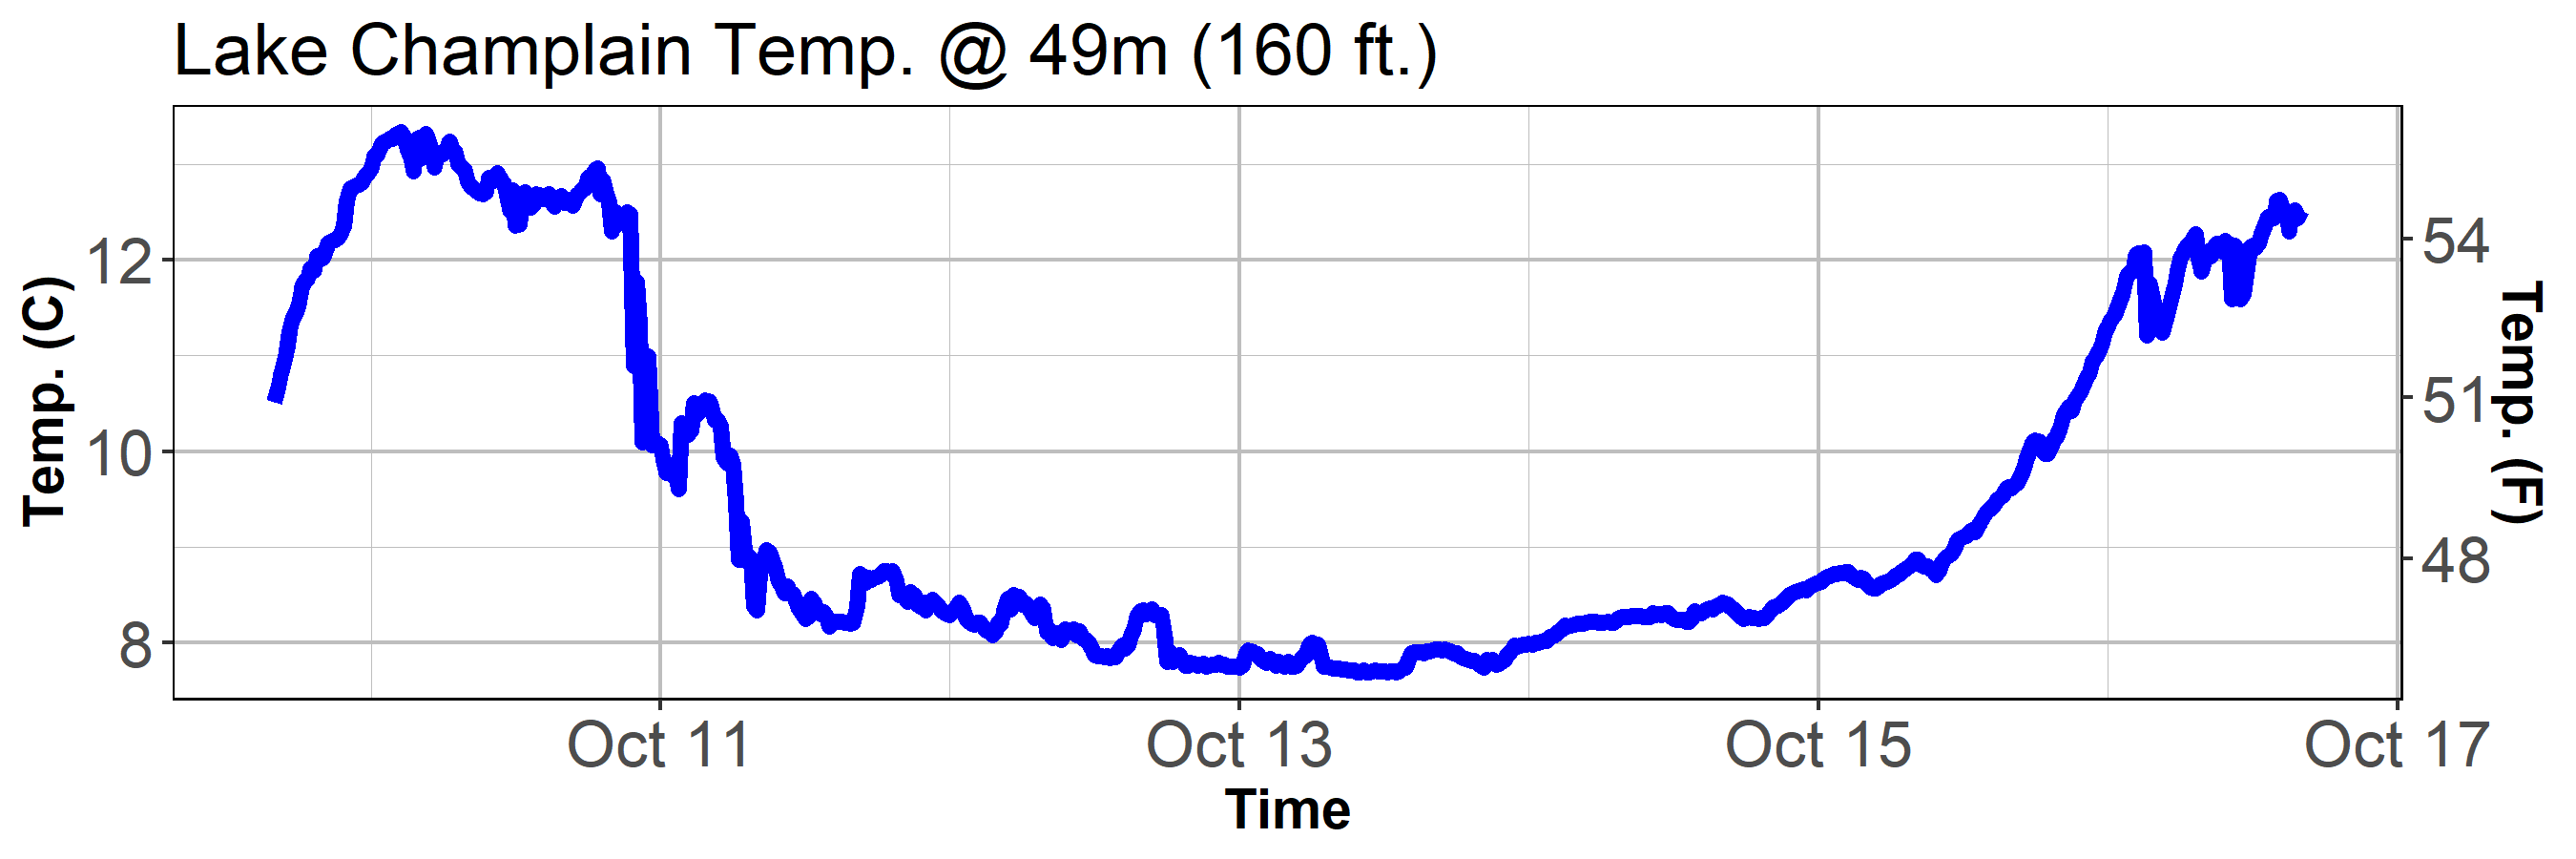 Lake Champlain Temp. @ 49m (160 ft.)
Temp. (C)
12
10
8
54
51
48
Temp. (F)
Oct 11
Oct 13
Oct 15
Oct 17
Time